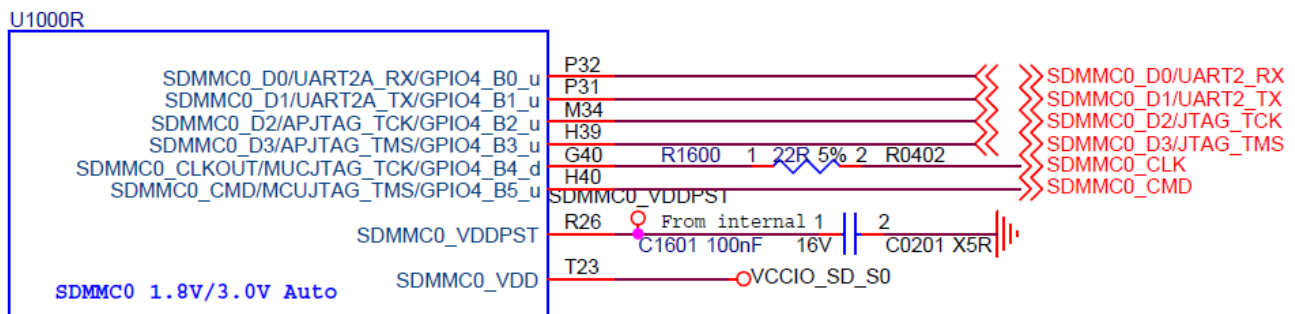 U1000R
SDMMC0_D0/UART2A_RX/GPIO4_B0_u P32 SDMMC0_D0/UART2_RX
SDMMC0_D1/UART2A_TX/GPIO4_B1_u P31 SDMMC0_D1/UART2_TX
SDMMC0_D2/APJTAG_TCK/GPIO4_B2_u M34 SDMMC0_D2/JTAG_TCK
SDMMC0_D3/APJTAG_TMS/GPIO4_B3_u H39 SDMMC0_D3/JTAG_TMS
SDMMC0_CLKOUT/MUCJTAG_TCK/GPIO4_B4_d G40 R1600 1 22R 5% 2 R0402 SDMMC0_CLK
SDMMC0_CMD/MCUJTAG_TMS/GPIO4_B5_u H40 SDMMC0_CMD
SDMMC0_VDDPST
SDMMC0_VDDPST R26 From internal 1 2
C1601 100nF 16V C0201 X5R
SDMMC0_VDD T23 VCCIO_SD_S0
SDMMC0 1.8V/3.0V Auto